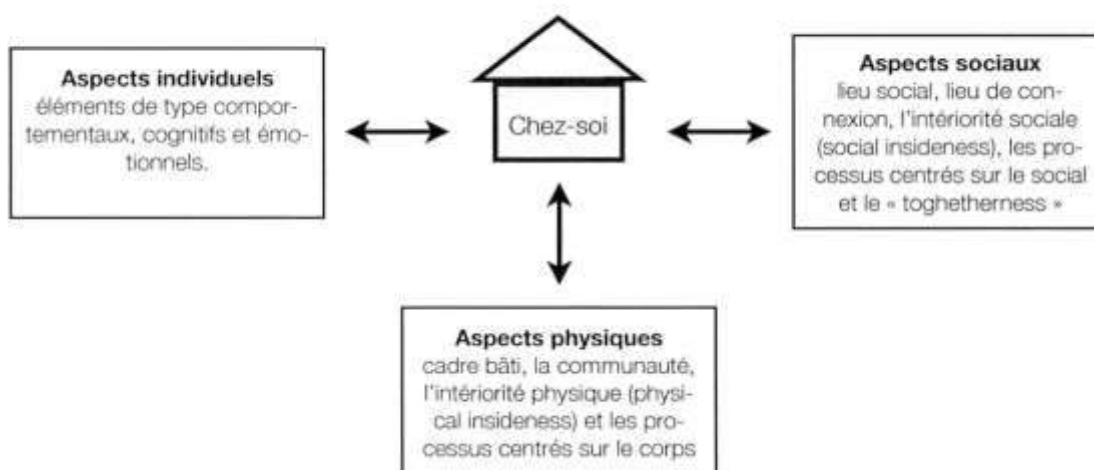 Aspects individuels
éléments de type compor-
tementaux, cognitifs et émo-
tionnels.
Chez-soi
Aspects sociaux
lieu social, lieu de con-
nexion, l'intériorité sociale
(social insideness), les pro-
cessus centrés sur le social
et le « toghetherness »
Aspects physiques
cadre bâti, la communauté,
l'intériorité physique (physi-
cal insideness) et les pro-
cessus centrés sur le corps